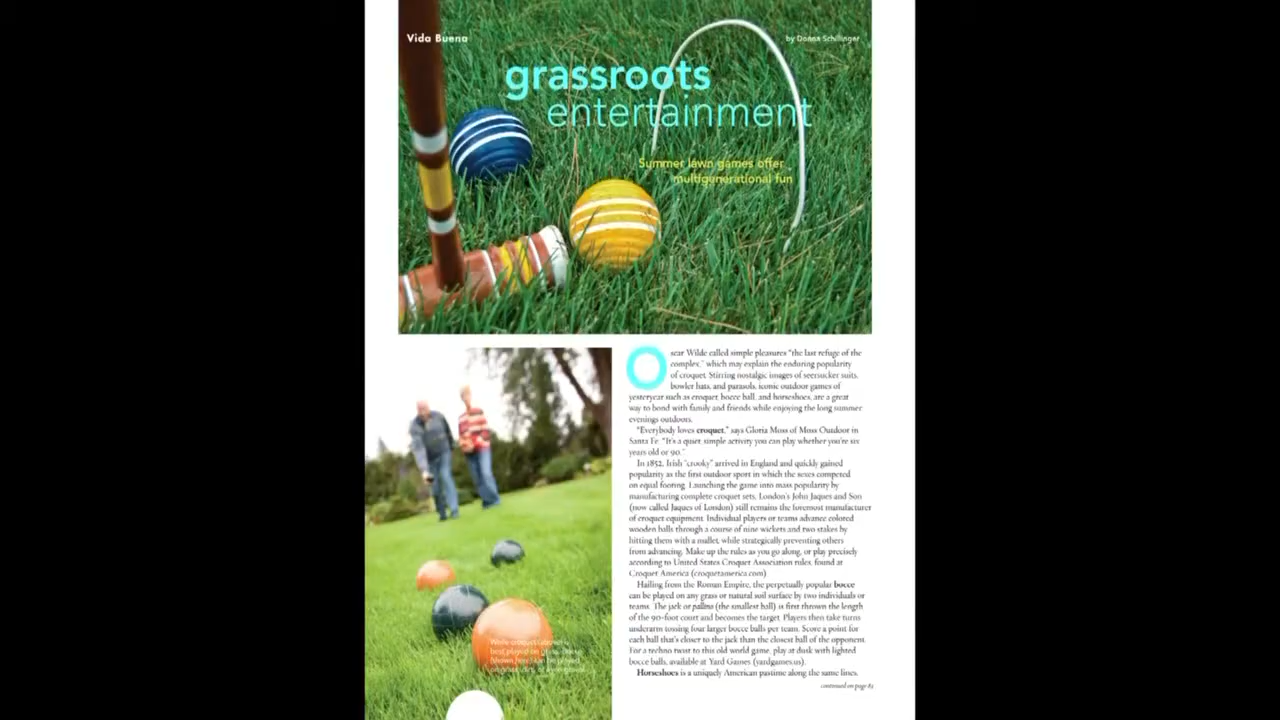 Vida Buena
by Donna Schillinger
grassroots
entertainment
Summer lawn games offer
multigenerational fun
Oscar Wilde called simple pleasures “the last refuge of the
complex,” which may explain the enduring popularity
of croquet. Stirring nostalgic images of seersucker suits,
bowler hats, and parasols, iconic outdoor games of
yesteryear such as croquet, bocce ball, and horseshoes, are a great
way to bond with family and friends while enjoying the long summer
evenings outdoors.
“Everybody loves croquet,” says Gloria Moss of Moss Outdoor in
Santa Fe. “It’s a quiet, simple activity you can play whether you’re six
years old or 90.”
In 1852, Irish “crooky” arrived in England and quickly gained
popularity as the first outdoor sport in which the sexes competed
on equal footing. Launching the game into mass popularity by
manufacturing complete croquet sets, London’s John Jaques and Son
(now called Jaques of London) still remains the foremost manufacturer
of croquet equipment. Individual players or teams advance colored
wooden balls through a course of nine wickets and two stakes by
hitting them with a mallet, while strategically preventing others
from advancing. Make up the rules as you go along, or play precisely
according to United States Croquet Association rules, found at
Croquet America (croquetamerica.com)
Hailing from the Roman Empire, the perpetually popular bocce
can be played on any grass or natural soil surface by two individuals or
teams. The jack or pallino (the smallest ball) is first thrown the length
of the 90-foot court and becomes the target. Players then take turns
underarm tossing four larger bocce balls per team. Score a point for
each ball that’s closer to the jack than the closest ball of the opponent.
For a techno twist to this old world game, play at dusk with lighted
bocce balls, available at Yard Games (yardgames.us).
Horseshoes is a uniquely American pastime along the same lines.
continued on page 83
While croquet (above) is
best played on grass, bocce
(shown here) can be played